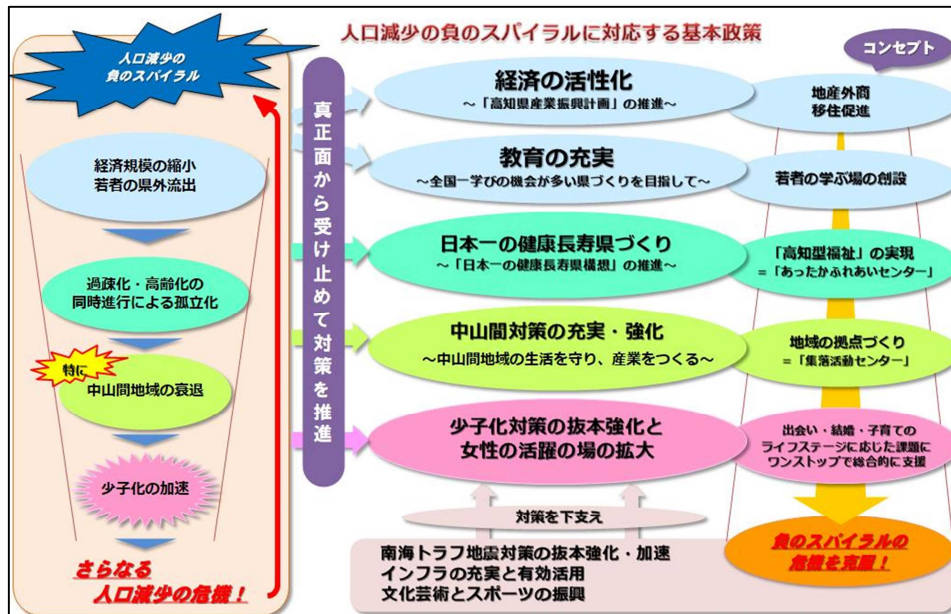 人口減少の負のスパイラルに対応する基本政策
人口減少の
負のスパイラル
経済規模の縮小
若者の県外流出
過疎化・高齢化の
同時進行による孤立化
特に
中山間地域の衰退
少子化の加速
さらなる
人口減少の危機！
真正面から受け止めて対策を推進
経済の活性化
～「高知県産業振興計画」の推進～
教育の充実
～全国一学びの機会が多い県づくりを目指して～
日本一の健康長寿県づくり
～「日本一の健康長寿県構想」の推進～
中山間対策の充実・強化
～中山間地域の生活を守り、産業をつくる～
少子化対策の抜本強化と
女性の活躍の場の拡大
対策を下支え
南海トラフ地震対策の抜本強化・加速
インフラの充実と有効活用
文化芸術とスポーツの振興
コンセプト
地産外商
移住促進
若者の学ぶ場の創設
「高知型福祉」の実現
＝「あったかふれあいセンター」
地域の拠点づくり
＝「集落活動センター」
出会い・結婚・子育ての
ライフステージに応じた課題に
ワンストップで総合的に支援
負のスパイラルの
危機を克服！